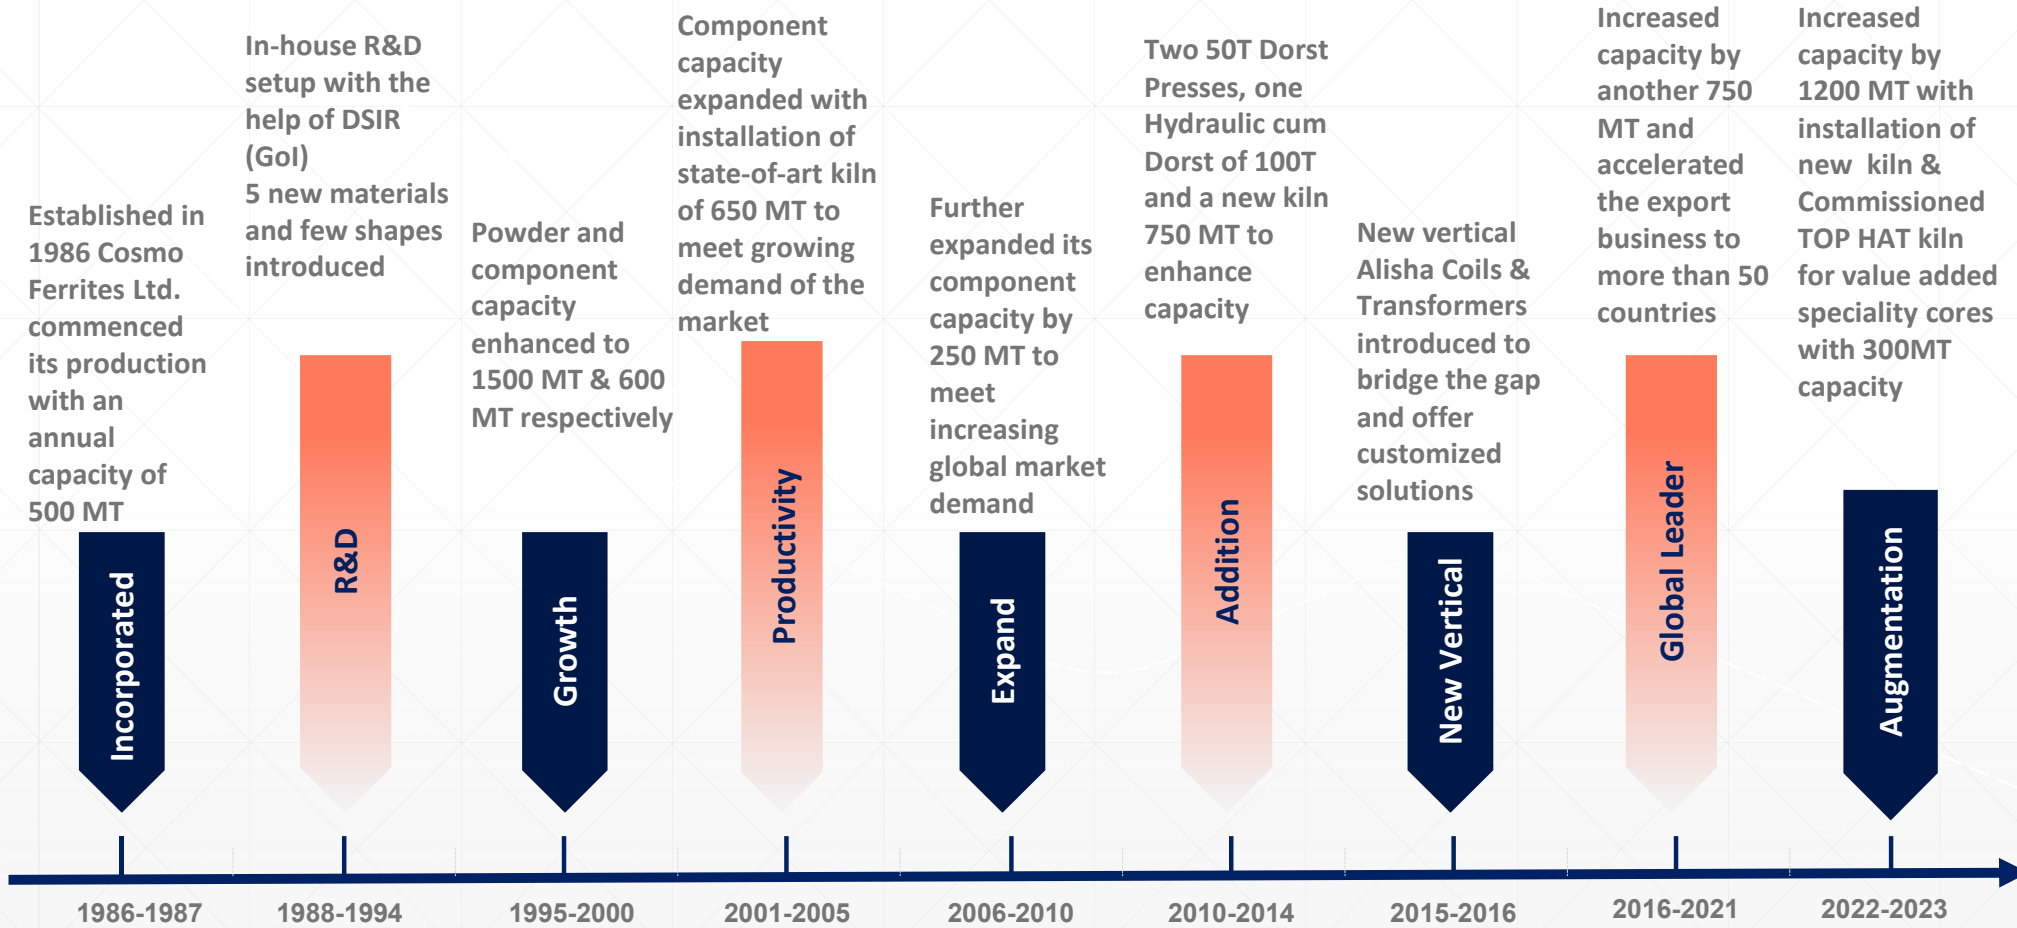 Established in
1986 Cosmo
Ferrites Ltd.
commenced
its production
with an
annual
capacity of
500 MT
Incorporated
1986-1987
In-house R&D
setup with the
help of DSIR
(GoI)
5 new materials
and few shapes
introduced
R&D
1988-1994
Powder and
component
capacity
enhanced to
1500 MT & 600
MT respectively
Growth
1995-2000
Component
capacity
expanded with
installation of
state-of-art kiln
of 650 MT to
meet growing
demand of the
market
Productivity
2001-2005
Further
expanded its
component
capacity by
250 MT to
meet
increasing
global market
demand
Expand
2006-2010
Two 50T Dorst
Presses, one
Hydraulic cum
Dorst of 100T
and a new kiln
750 MT to
enhance
capacity
Addition
2010-2014
New vertical
Alisha Coils &
Transformers
introduced to
bridge the gap
and offer
customized
solutions
New Vertical
2015-2016
Increased
capacity by
another 750
MT and
accelerated
the export
business to
more than 50
countries
Global Leader
2016-2021
Increased
capacity by
1200 MT with
installation of
new kiln &
Commissioned
TOP HAT kiln
for value added
speciality cores
with 300MT
capacity
Augmentation
2022-2023